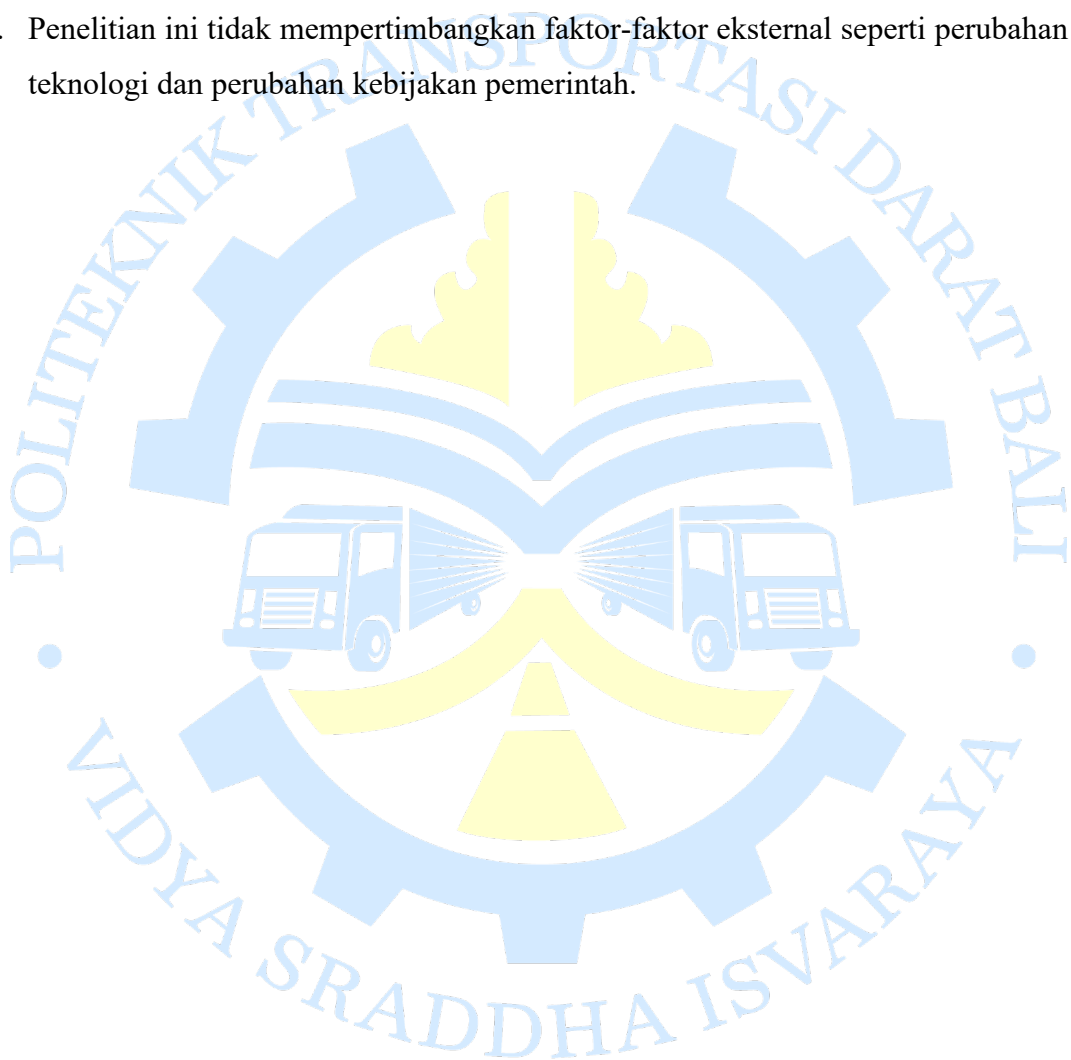 . Penelitian ini tidak mempertimbangkan faktor-faktor eksternal seperti perubahan
teknologi dan perubahan kebijakan pemerintah.
POLITEKNIK TRANSPORTASI DARAT BALI
VIDYA SRADDHA ISVARAYA